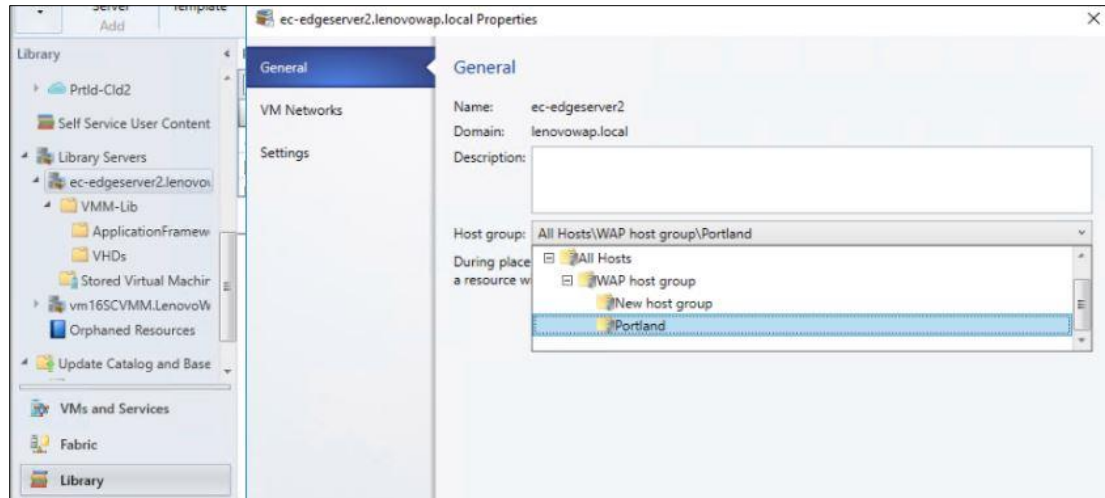 Server
Template
Add
Library
Prtld-Cld2
Self Service User Content
Library Servers
ec-edgeserver2.lenovov
VMM-Lib
ApplicationFramew
VHDs
Stored Virtual Machir
vm16SCVMM.LenovoW
Orphaned Resources
Update Catalog and Base
VMs and Services
Fabric
Library
ec-edgeserver2.lenovowap.local Properties
General
VM Networks
Settings
General
Name: ec-edgeserver2
Domain: lenovowap.local
Description:
Host group: All Hosts\WAP host group\Portland
During place
a resource w
All Hosts
WAP host group
New host group
Portland